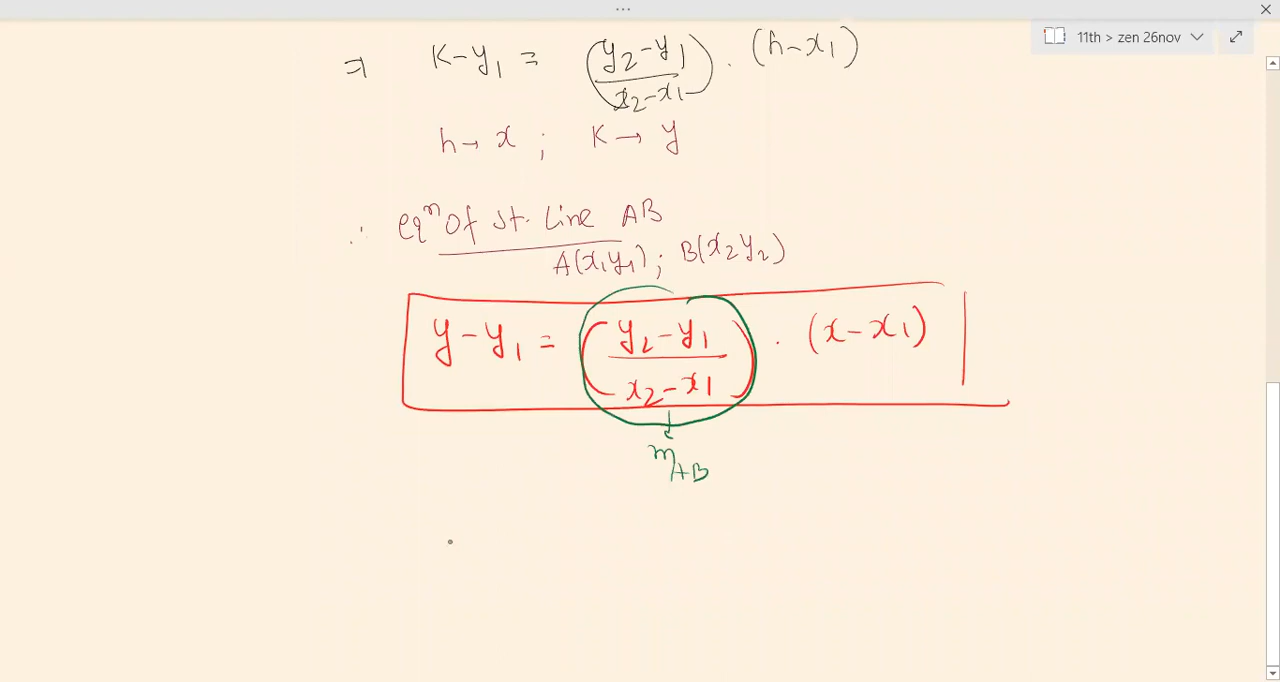 11th > zen 26nov
⇒ K-y₁ = (y₂-y₁/x₂-x₁) . (h-x₁)
h→x ; K→y
∴ eqⁿ Of st. Line AB
A(x₁y₁) ; B(x₂y₂)
y-y₁ = (y₂-y₁/x₂-x₁) . (x-x₁)
m_AB